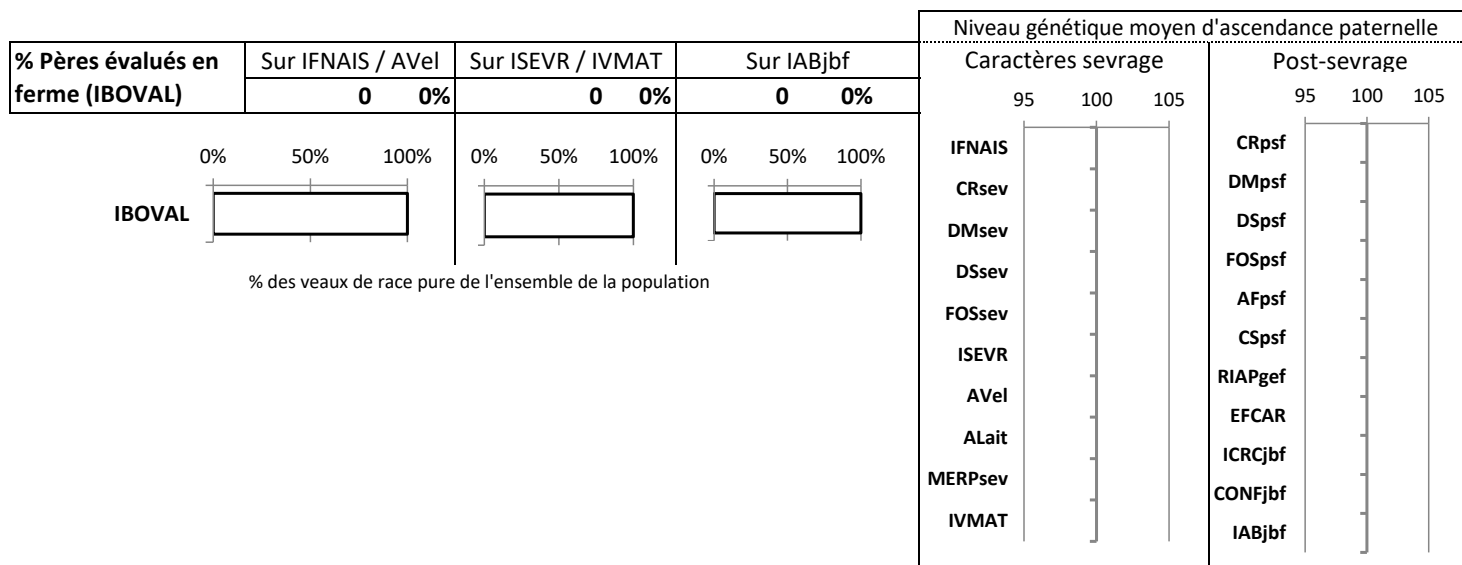 % Pères évalués en ferme (IBOVAL)
Sur IFNAIS / AVel
Sur ISEVR / IVMAT
Sur IABjbf
0 0%
0 0%
0 0%
0% 50% 100%
0% 50% 100%
0% 50% 100%
IBOVAL
% des veaux de race pure de l'ensemble de la population
Niveau génétique moyen d'ascendance paternelle
Caractères sevrage
95 100 105
IFNAIS
CRsev
DMsev
DSsev
FOSsev
ISEVR
AVel
ALait
MERPsev
IVMAT
Post-sevrage
95 100 105
CRpsf
DMpsf
DSpsf
FOSpsf
AFpsf
CSpsf
RIAPgef
EFCAR
ICRCjbf
CONFjbf
IABjbf